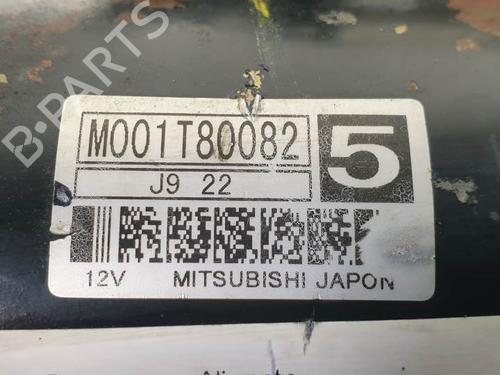 M001T80082
5
J9 22
12V MITSUBISHI JAPON
B-PARTS